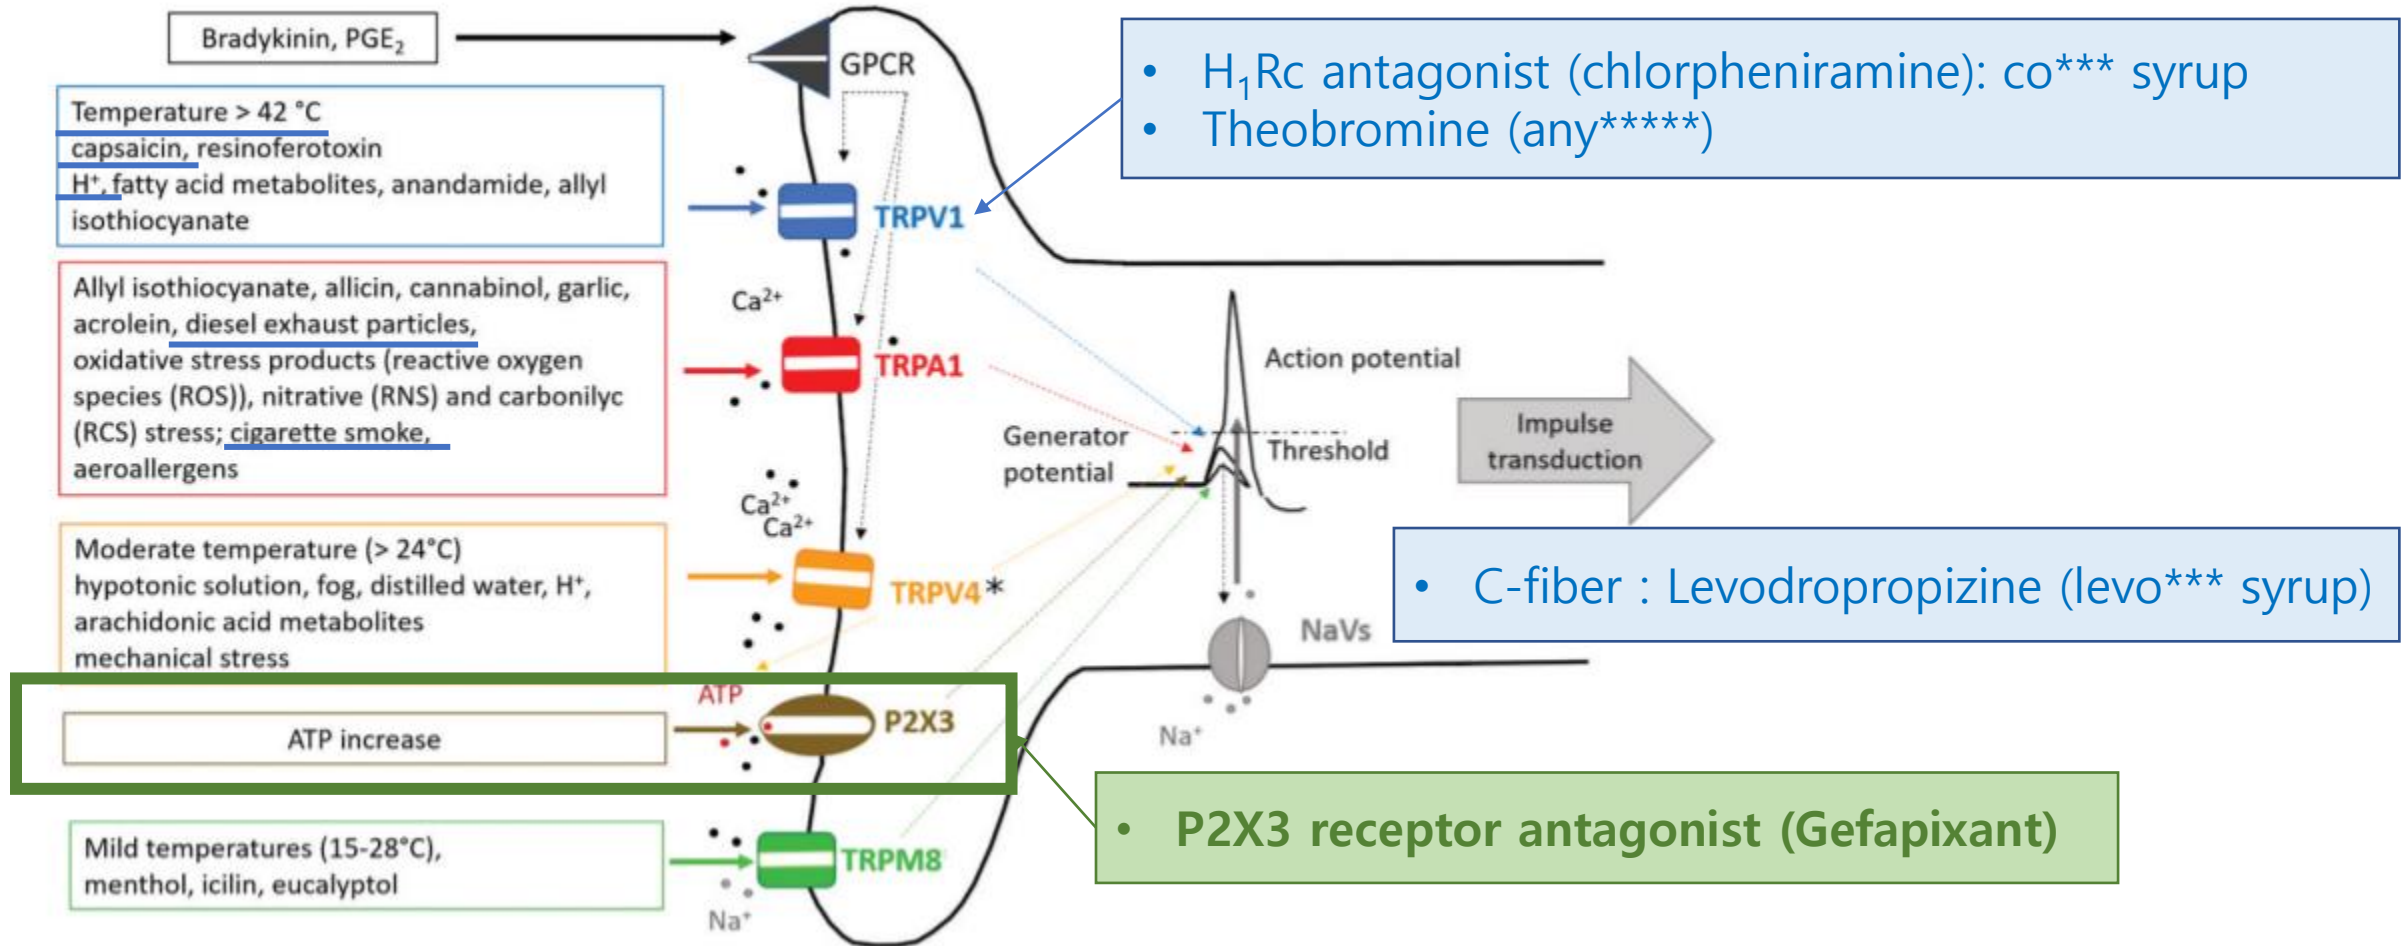 Bradykinin, PGE₂
GPCR
Temperature > 42 °C
capsaicin, resinoferotoxin
H⁺, fatty acid metabolites, anandamide, allyl
isothiocyanate
TRPV1
• H₁Rc antagonist (chlorpheniramine): co*** syrup
• Theobromine (any*****)
Allyl isothiocyanate, allicin, cannabinol, garlic,
acrolein, diesel exhaust particles,
oxidative stress products (reactive oxygen
species (ROS)), nitrative (RNS) and carbonilyc
(RCS) stress; cigarette smoke,
aeroallergens
Ca²⁺
TRPA1
Action potential
Generator
potential
Threshold
Impulse
transduction
Ca²⁺
Ca²⁺
Moderate temperature (> 24°C)
hypotonic solution, fog, distilled water, H⁺,
arachidonic acid metabolites
mechanical stress
TRPV4*
• C-fiber : Levodropropizine (levo*** syrup)
NaVs
Na⁺
ATP
ATP increase
P2X3
• P2X3 receptor antagonist (Gefapixant)
Mild temperatures (15-28°C),
menthol, icilin, eucalyptol
TRPM8
Na⁺